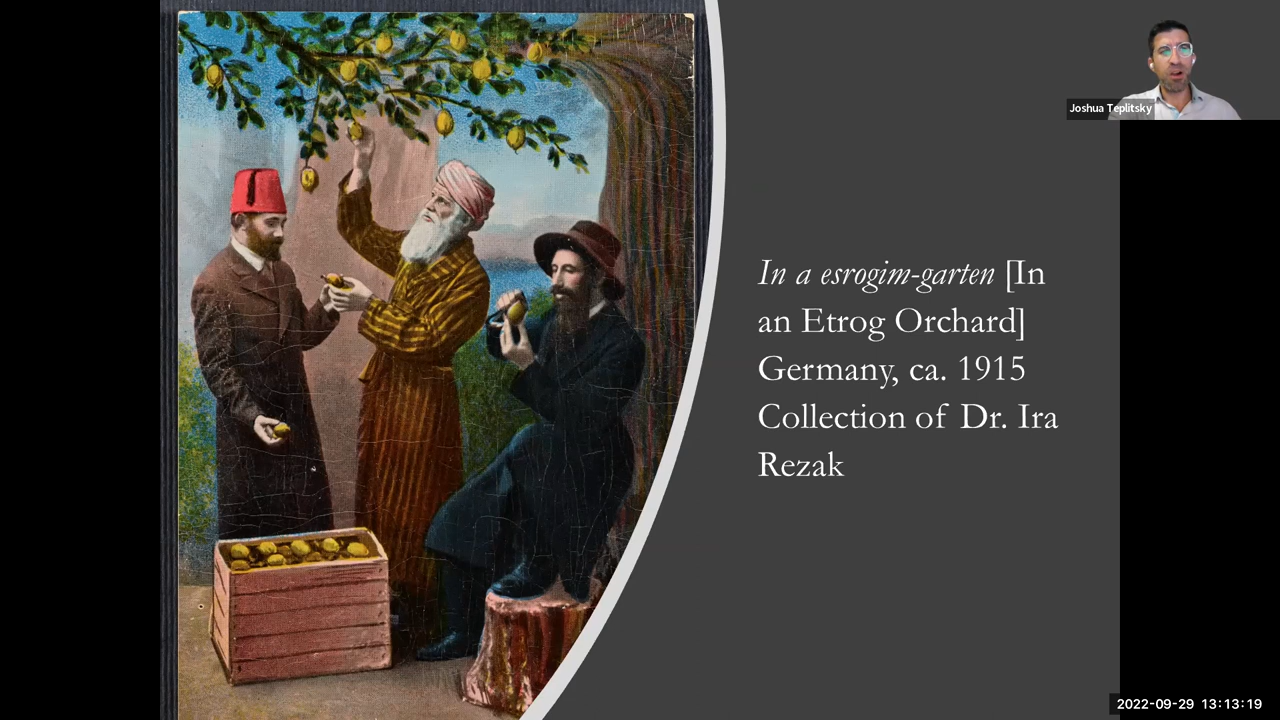 Joshua Teplitsky
In a esrogim-garten [In
an Etrog Orchard]
Germany, ca. 1915
Collection of Dr. Ira
Rezak
2022-09-29 13:13:19